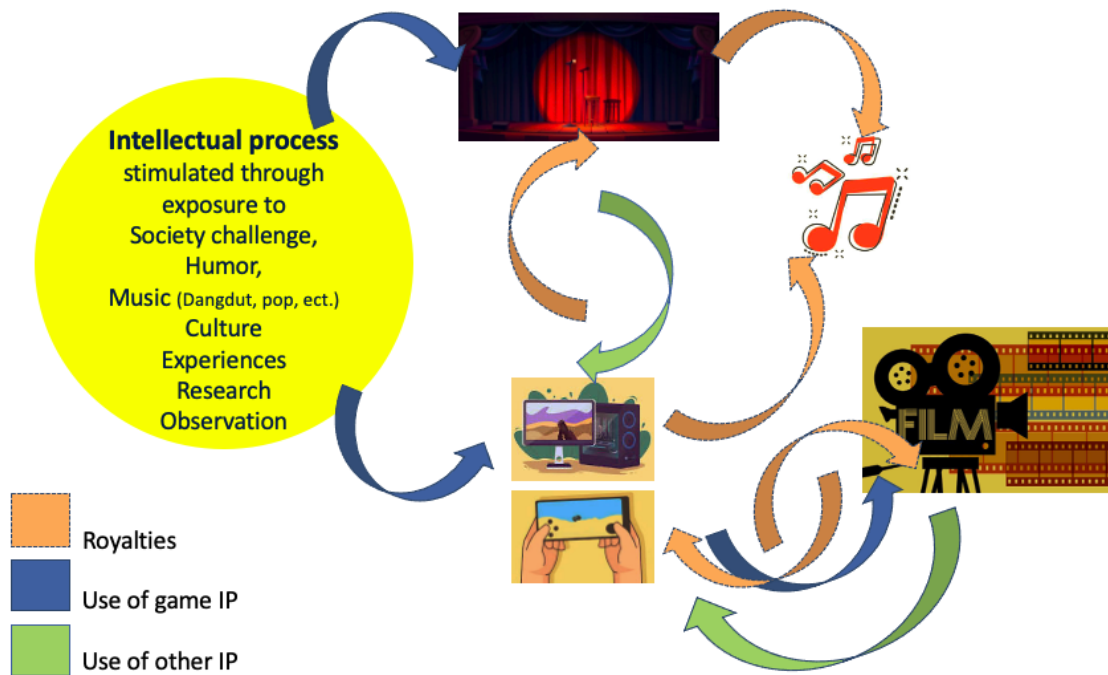 Intellectual process
stimulated through
exposure to
Society challenge,
Humor,
Music (Dangdut, pop, ect.)
Culture
Experiences
Research
Observation
FILM
Royalties
Use of game IP
Use of other IP